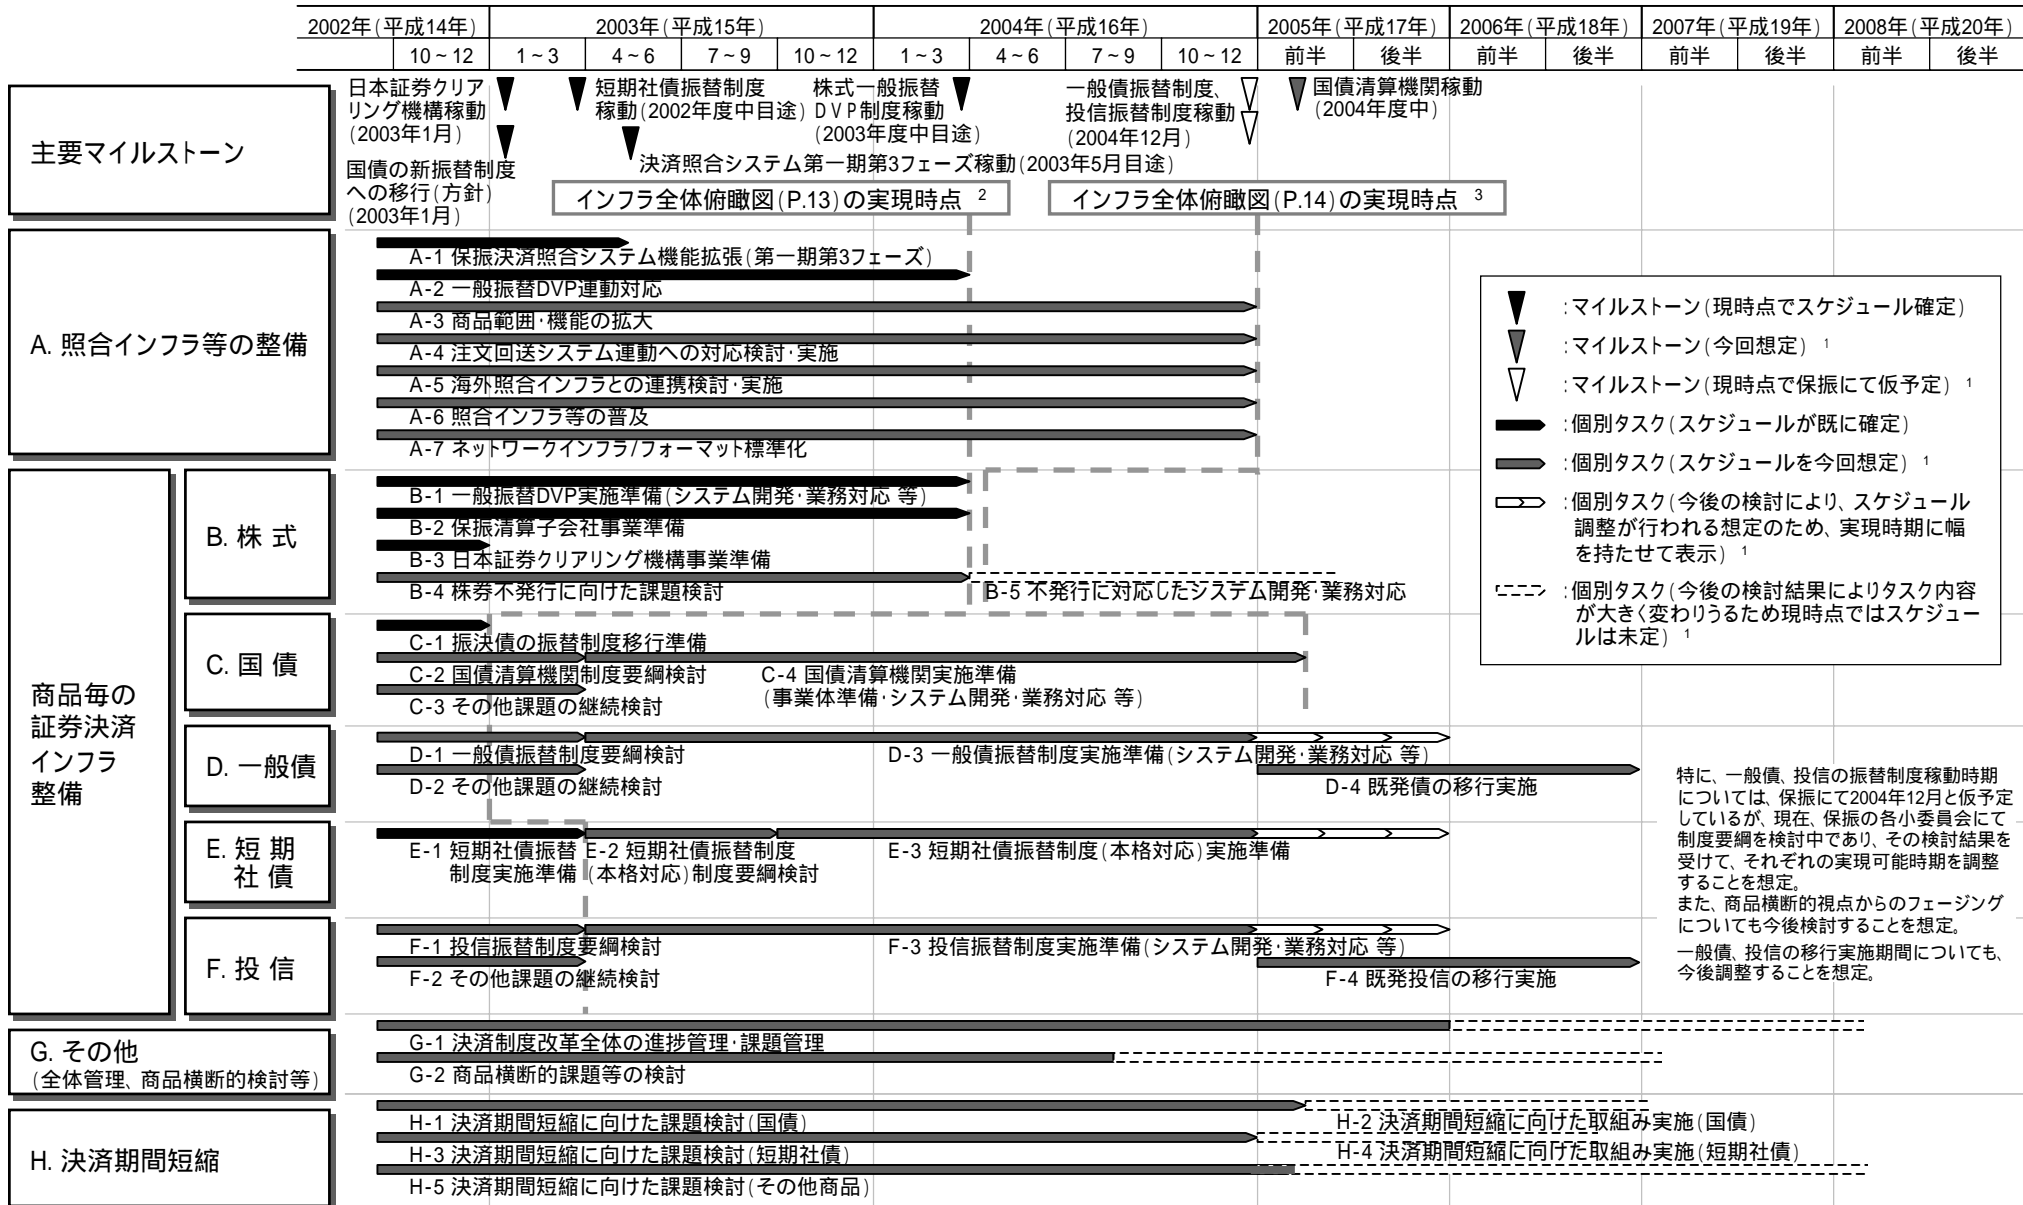 2002年(平成14年)
2003年(平成15年)
2004年(平成16年)
2005年(平成17年)
2006年(平成18年)
2007年(平成19年)
2008年(平成20年)
10～12
1～3
4～6
7～9
10～12
1～3
4～6
7～9
10～12
前半
後半
前半
後半
前半
後半
前半
後半
主要マイルストーン
日本証券クリア
リング機構稼動
(2003年1月)
国債の新振替制度
への移行(方針)
(2003年1月)
短期社債振替制度
稼動(2002年度中目途)
決済照合システム第一期第3フェーズ稼動(2003年5月目途)
株式一般振替
DVP制度稼動
(2003年度中目途)
一般債振替制度、
投信振替制度稼動
(2004年12月)
国債清算機関稼動
(2004年度中)
インフラ全体俯瞰図(P.13)の実現時点 2
インフラ全体俯瞰図(P.14)の実現時点 3
A. 照合インフラ等の整備
A-1 保振決済照合システム機能拡張(第一期第3フェーズ)
A-2 一般振替DVP連動対応
A-3 商品範囲・機能の拡大
A-4 注文回送システム連動への対応検討・実施
A-5 海外照合インフラとの連携検討・実施
A-6 照合インフラ等の普及
A-7 ネットワークインフラ/フォーマット標準化
:マイルストーン(現時点でスケジュール確定)
:マイルストーン(今回想定) 1
:マイルストーン(現時点で保振にて仮予定) 1
:個別タスク(スケジュールが既に確定)
:個別タスク(スケジュールを今回想定) 1
:個別タスク(今後の検討により、スケジュール
調整が行われる想定のため、実現時期に幅
を持たせて表示) 1
:個別タスク(今後の検討結果によりタスク内容
が大きく変わりうるため現時点ではスケジュ
ールは未定) 1
商品毎の
証券決済
インフラ
整備
B. 株 式
B-1 一般振替DVP実施準備(システム開発・業務対応 等)
B-2 保振清算子会社事業準備
B-3 日本証券クリアリング機構事業準備
B-4 株券不発行に向けた課題検討
B-5 不発行に対応したシステム開発・業務対応
C. 国 債
C-1 振決債の振替制度移行準備
C-2 国債清算機関制度要綱検討
C-4 国債清算機関実施準備
(事業体準備・システム開発・業務対応 等)
C-3 その他課題の継続検討
D. 一般債
D-1 一般債振替制度要綱検討
D-3 一般債振替制度実施準備(システム開発・業務対応 等)
D-2 その他課題の継続検討
D-4 既発債の移行実施
E. 短 期
社 債
E-1 短期社債振替
制度実施準備
E-2 短期社債振替制度
(本格対応)制度要綱検討
E-3 短期社債振替制度(本格対応)実施準備
F. 投 信
F-1 投信振替制度要綱検討
F-3 投信振替制度実施準備(システム開発・業務対応 等)
F-2 その他課題の継続検討
F-4 既発投信の移行実施
特に、一般債、投信の振替制度稼動時期
については、保振にて2004年12月と仮予定
しているが、現在、保振の各小委員会にて
制度要綱を検討中であり、その検討結果を
受けて、それぞれの実現可能時期を調整
することを想定。
また、商品横断的視点からのフェージング
についても今後検討することを想定。
一般債、投信の移行実施期間についても、
今後調整することを想定。
G. その他
(全体管理、商品横断的検討等)
G-1 決済制度改革全体の進捗管理・課題管理
G-2 商品横断的課題等の検討
H. 決済期間短縮
H-1 決済期間短縮に向けた課題検討(国債)
H-2 決済期間短縮に向けた取組み実施(国債)
H-3 決済期間短縮に向けた課題検討(短期社債)
H-4 決済期間短縮に向けた取組み実施(短期社債)
H-5 決済期間短縮に向けた課題検討(その他商品)